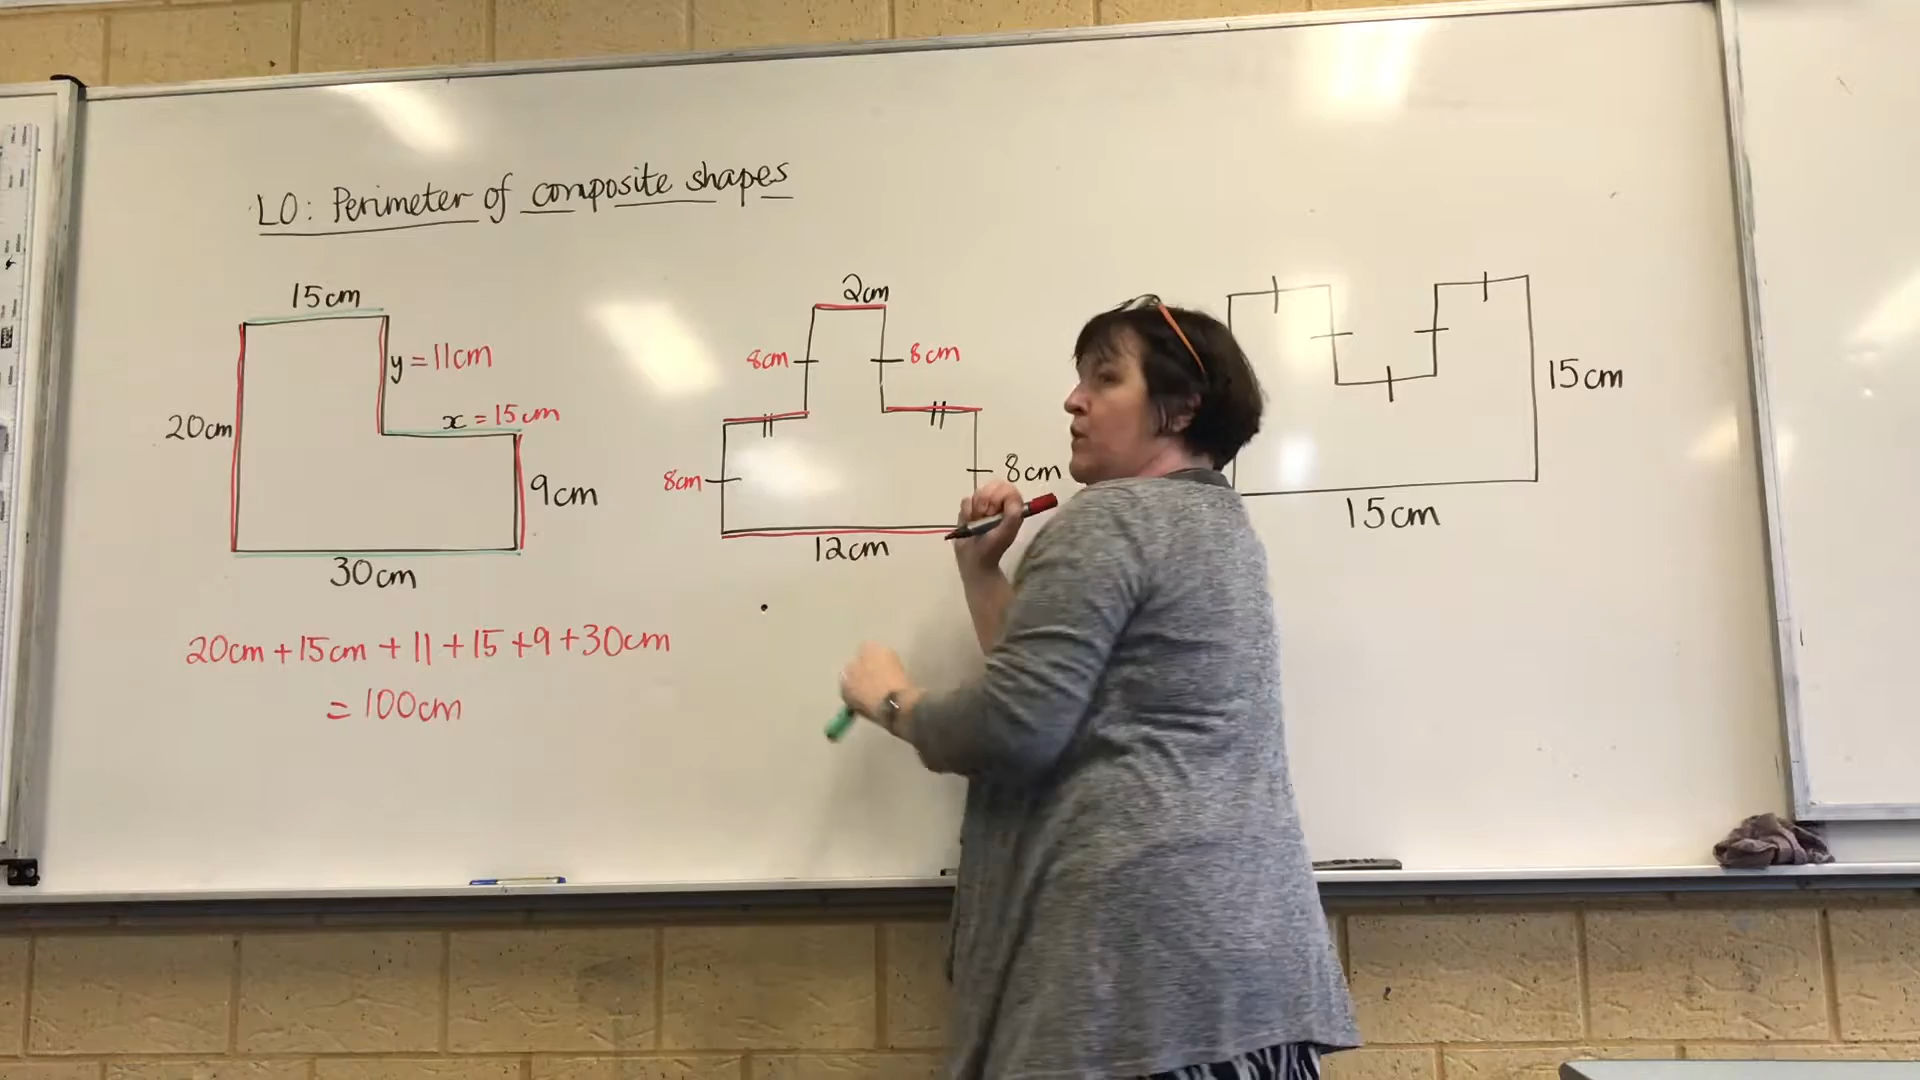 LO: Perimeter of composite shapes
15cm
y = 11cm
x = 15cm
20cm
9cm
30cm
20cm + 15cm + 11 + 15 + 9 + 30cm
= 100cm
2cm
8cm
8cm
8cm
8cm
12cm
15cm
15cm